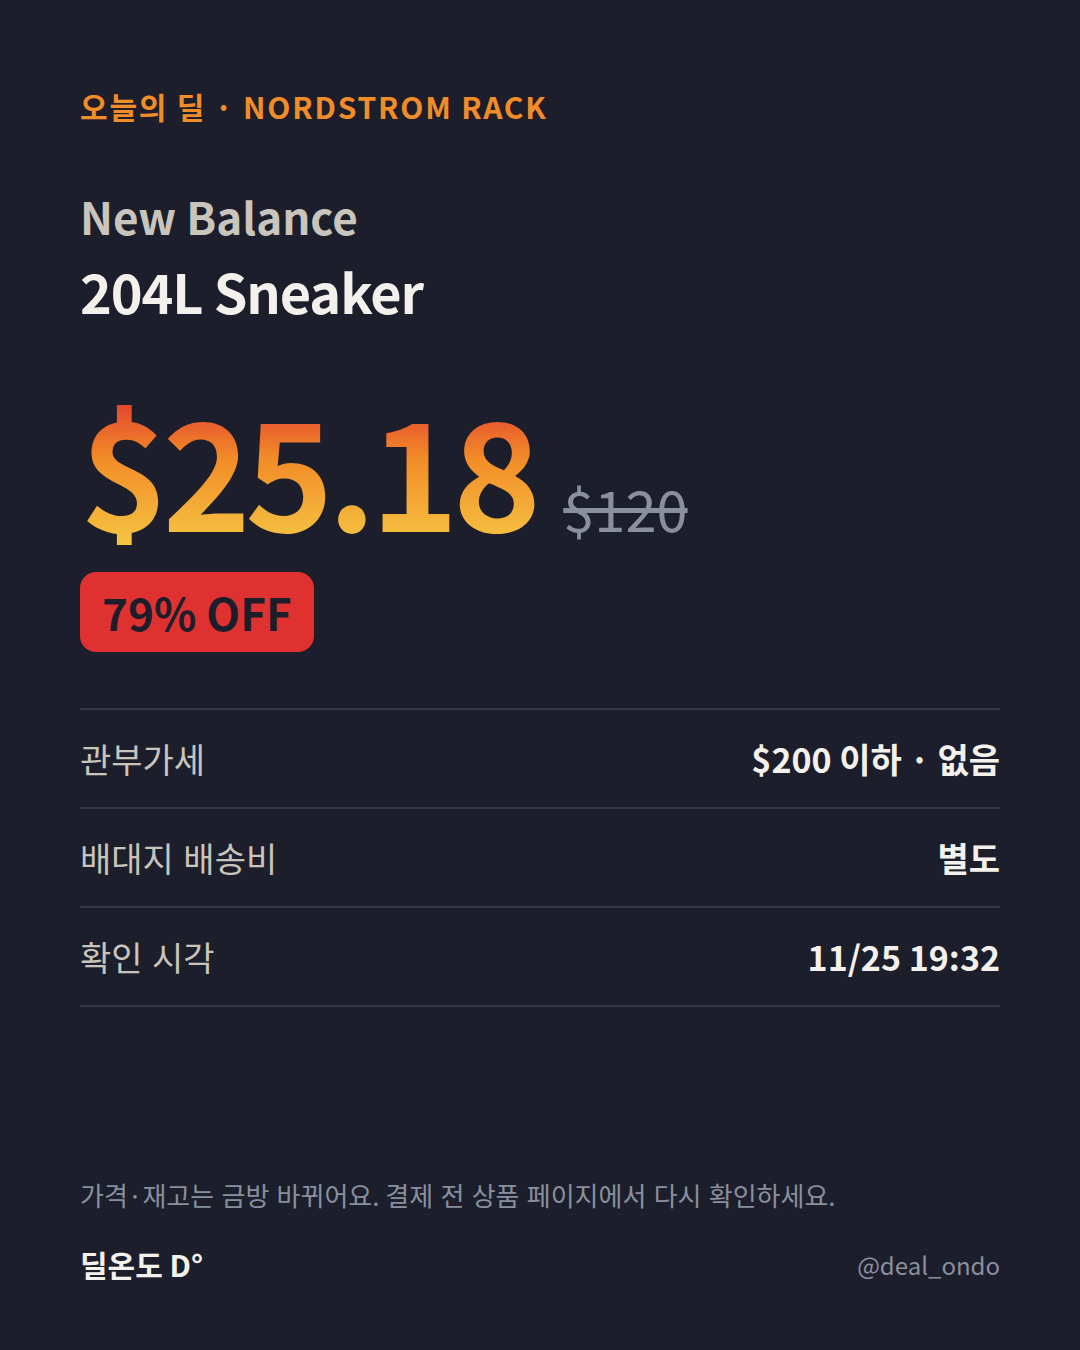 오늘의 딜 · NORDSTROM RACK
New Balance
204L Sneaker
$25.18 $120
79% OFF
관부가세 $200 이하 · 없음
배대지 배송비 별도
확인 시각 11/25 19:32
가격·재고는 금방 바뀌어요. 결제 전 상품 페이지에서 다시 확인하세요.
딜온도 D° @deal_ondo